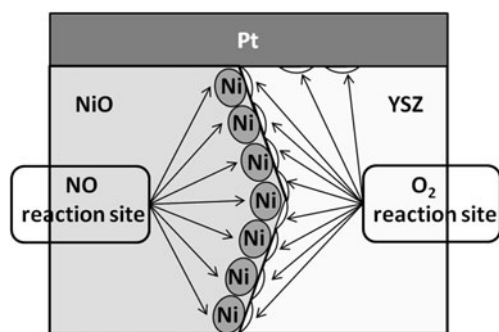 Pt
NiO
YSZ
Ni
Ni
Ni
Ni
Ni
Ni
Ni
NO
reaction site
O2
reaction site